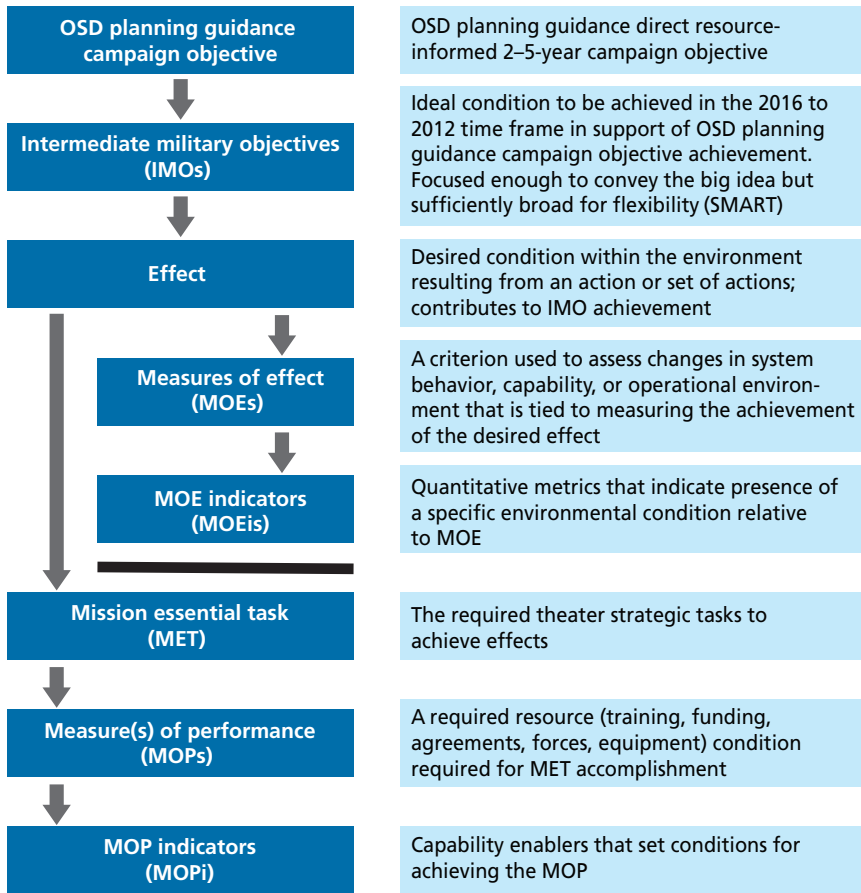 OSD planning guidance
campaign objective
OSD planning guidance direct resource-
informed 2–5-year campaign objective
Intermediate military objectives
(IMOs)
Ideal condition to be achieved in the 2016 to
2012 time frame in support of OSD planning
guidance campaign objective achievement.
Focused enough to convey the big idea but
sufficiently broad for flexibility (SMART)
Effect
Desired condition within the environment
resulting from an action or set of actions;
contributes to IMO achievement
Measures of effect
(MOEs)
A criterion used to assess changes in system
behavior, capability, or operational environ-
ment that is tied to measuring the achievement
of the desired effect
MOE indicators
(MOEis)
Quantitative metrics that indicate presence of
a specific environmental condition relative
to MOE
Mission essential task
(MET)
The required theater strategic tasks to
achieve effects
Measure(s) of performance
(MOPs)
A required resource (training, funding,
agreements, forces, equipment) condition
required for MET accomplishment
MOP indicators
(MOPi)
Capability enablers that set conditions for
achieving the MOP